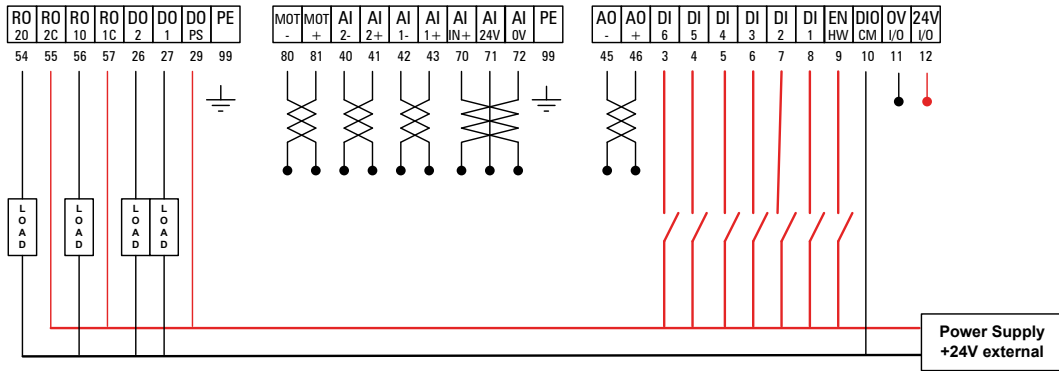 RO RO RO RO DO DO DO PE MOT MOT AI AI AI AI AI AI AI PE AO AO DI DI DI DI DI DI EN DIO 0V 24V
20 2C 10 1C 2 1 PS - + 2- 2+ 1- 1+ IN+ 24V 0V - + 6 5 4 3 2 1 HW CM I/O I/O
54 55 56 57 26 27 29 99 80 81 40 41 42 43 70 71 72 99 45 46 3 4 5 6 7 8 9 10 11 12
LOAD LOAD LOAD LOAD
Power Supply
+24V external